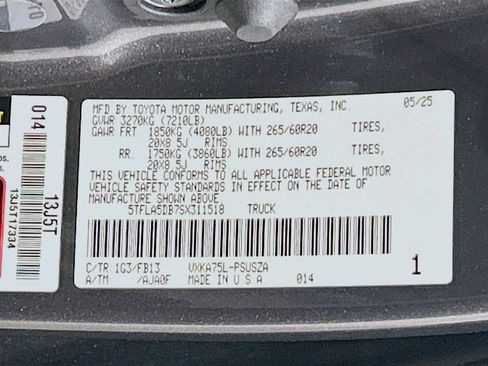 MFD BY TOYOTA MOTOR MANUFACTURING, TEXAS, INC. 05/25
GVWR 3270KG (7210LB)
GAWR FRT. 1850KG (4080LB) WITH 265/60R20 TIRES,
20X8.5J RIMS
RR. 1750KG (3860LB) WITH 265/60R20 TIRES,
20X8.5J RIMS
THIS VEHICLE CONFORMS TO ALL APPLICABLE FEDERAL MOTOR
VEHICLE SAFETY STANDARDS IN EFFECT ON THE DATE OF
MANUFACTURE SHOWN ABOVE.
5TFLA5DB7SX311518 TRUCK
C/TR 1G3/FB13 VXKA75L-PSUSZA
A/TM /AJA0F MADE IN U S A 014
1
014
13J5T
13J5T17334